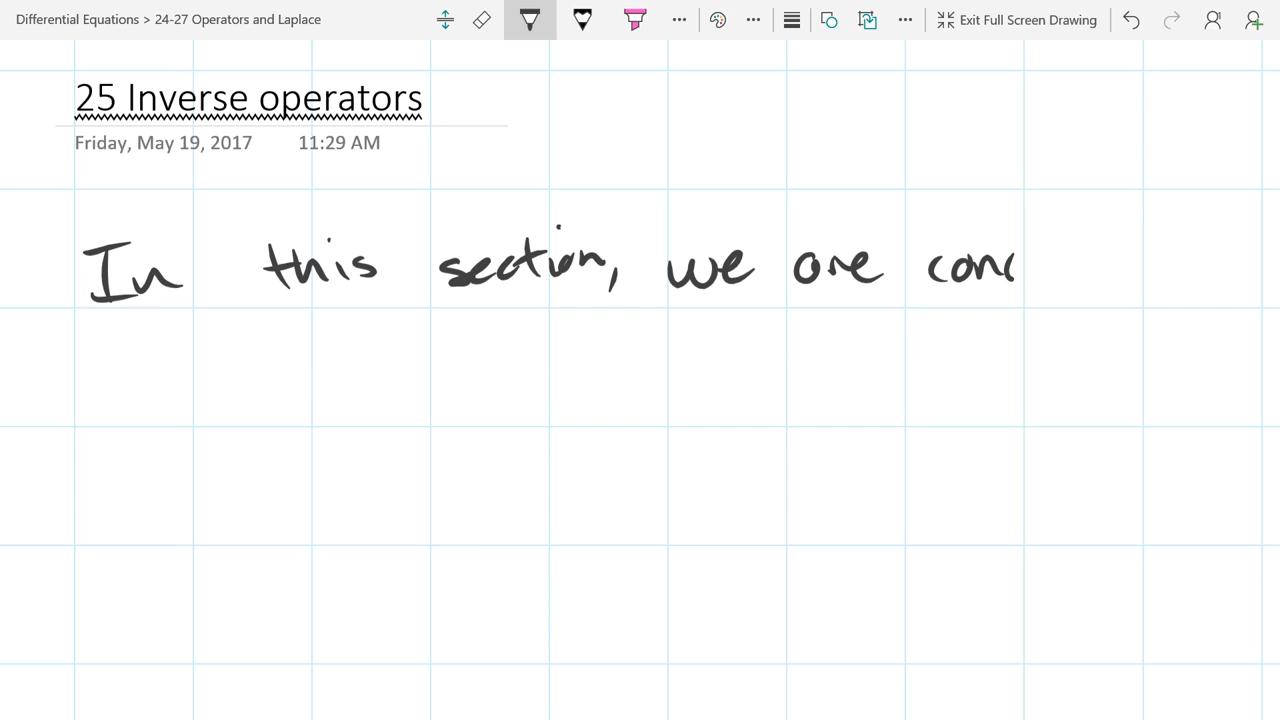 Differential Equations > 24-27 Operators and Laplace
Exit Full Screen Drawing
25 Inverse operators
Friday, May 19, 2017 11:29 AM
In this section, we are conc